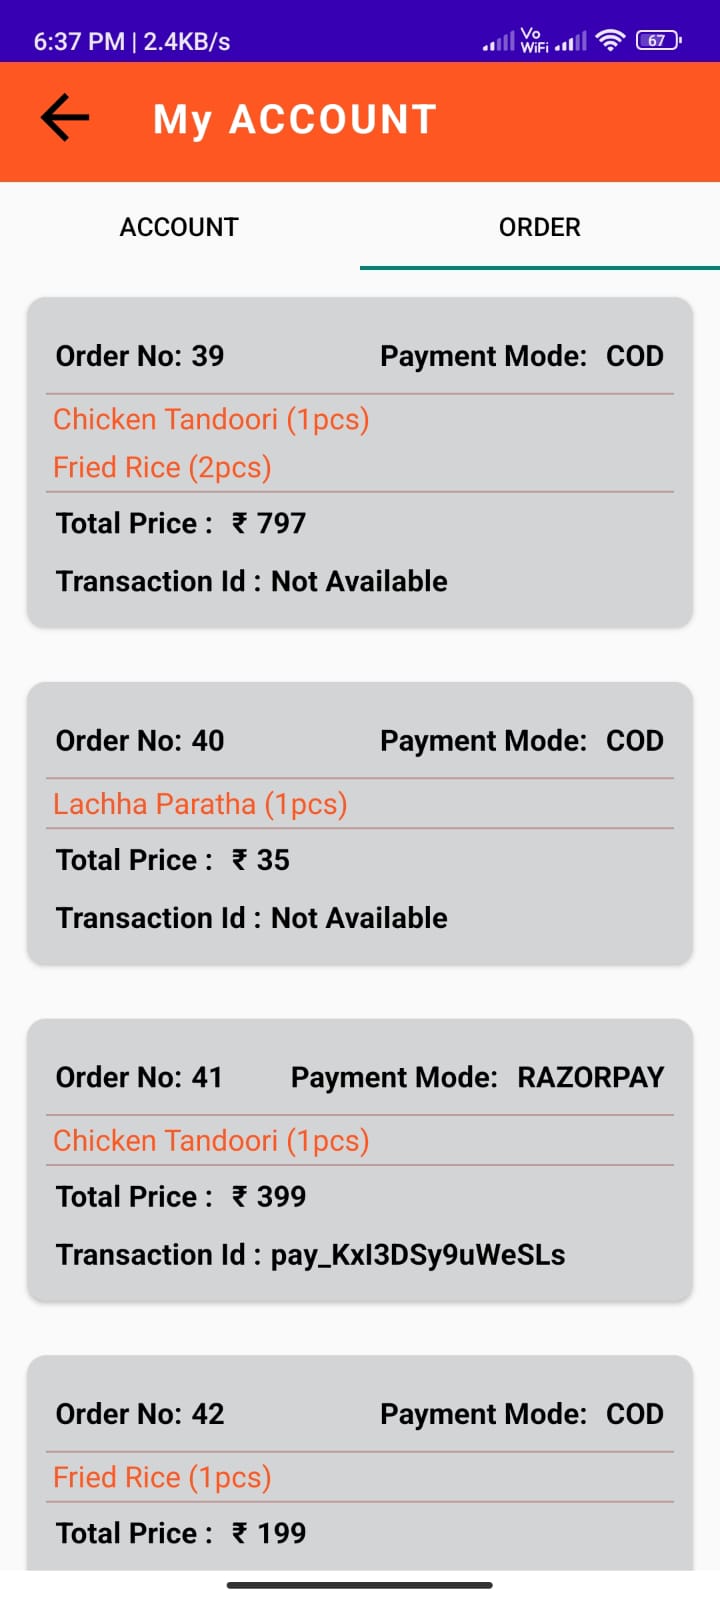 6:37 PM | 2.4KB/s Vo WiFi 67
My ACCOUNT
ACCOUNT ORDER
Order No: 39 Payment Mode: COD
Chicken Tandoori (1pcs)
Fried Rice (2pcs)
Total Price : ₹ 797
Transaction Id : Not Available
Order No: 40 Payment Mode: COD
Lachha Paratha (1pcs)
Total Price : ₹ 35
Transaction Id : Not Available
Order No: 41 Payment Mode: RAZORPAY
Chicken Tandoori (1pcs)
Total Price : ₹ 399
Transaction Id : pay_KxI3DSy9uWeSLs
Order No: 42 Payment Mode: COD
Fried Rice (1pcs)
Total Price : ₹ 199